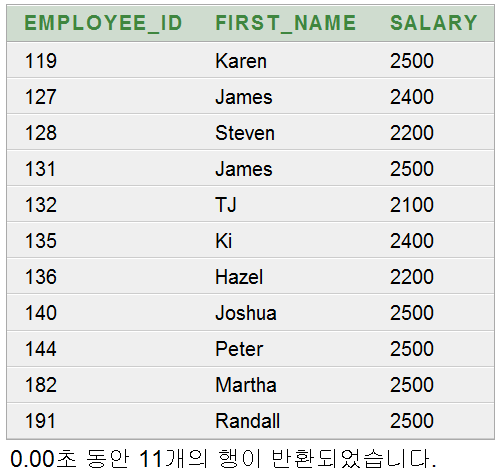 EMPLOYEE_ID FIRST_NAME SALARY
119 Karen 2500
127 James 2400
128 Steven 2200
131 James 2500
132 TJ 2100
135 Ki 2400
136 Hazel 2200
140 Joshua 2500
144 Peter 2500
182 Martha 2500
191 Randall 2500
0.00초 동안 11개의 행이 반환되었습니다.